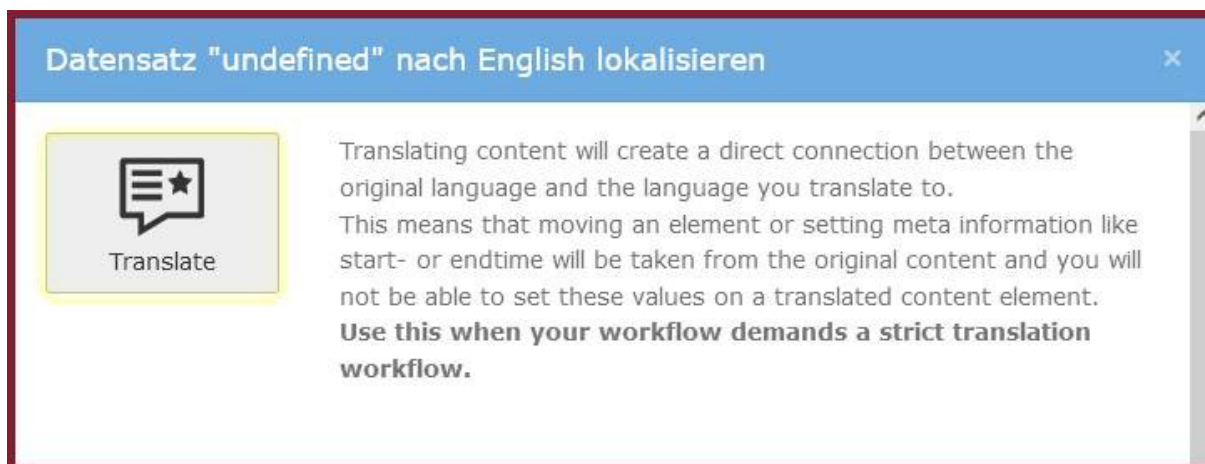 Datensatz "undefined" nach English lokalisieren
×
Translate
Translating content will create a direct connection between the
original language and the language you translate to.
This means that moving an element or setting meta information like
start- or endtime will be taken from the original content and you will
not be able to set these values on a translated content element.
Use this when your workflow demands a strict translation
workflow.